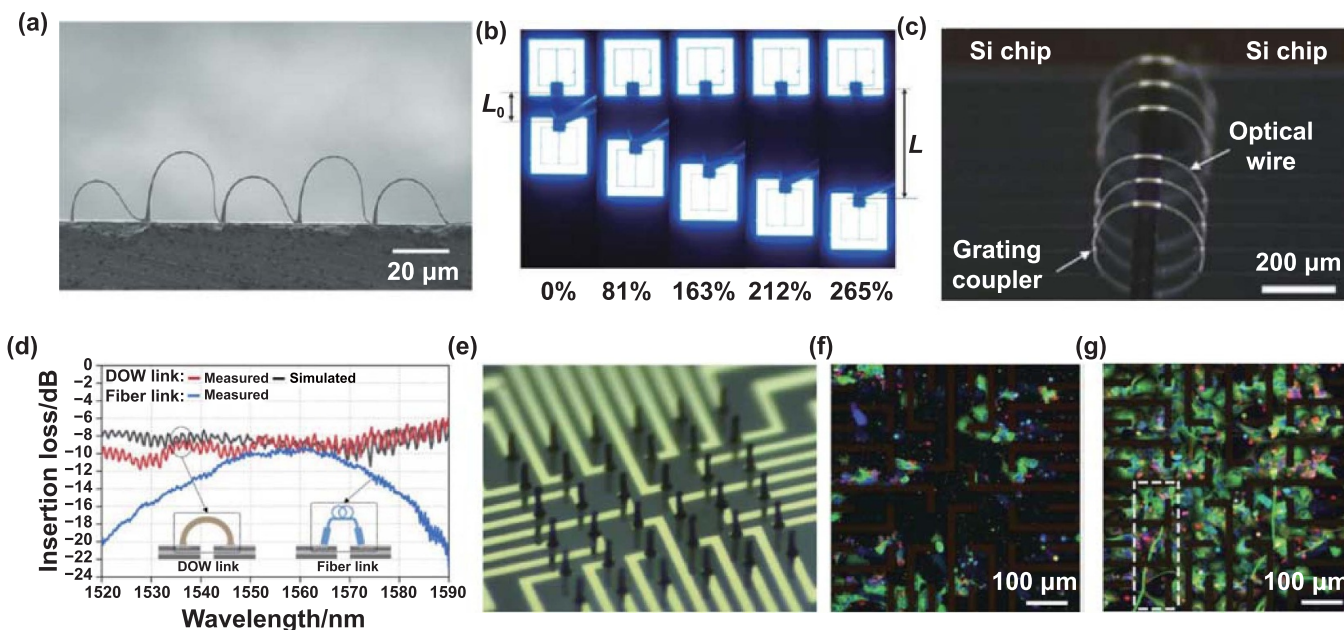 (a)
20 μm
(b)
L₀
L
0% 81% 163% 212% 265%
(c)
Si chip Si chip
Optical
wire
Grating
coupler
200 μm
(d)
Insertion loss/dB
0
−2
−4
−6
−8
−10
−12
−14
−16
−18
−20
−22
−24
DOW link: Measured Simulated
Fiber link: Measured
DOW link Fiber link
1520 1530 1540 1550 1560 1570 1580 1590
Wavelength/nm
(e)
(f)
100 μm
(g)
100 μm